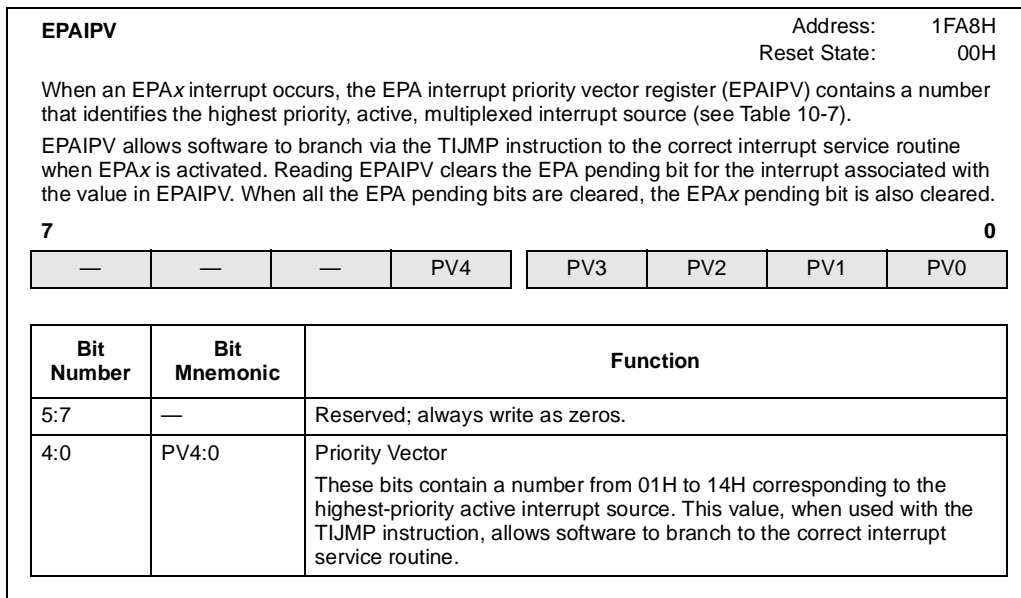 EPAIPV Address: 1FA8H
Reset State: 00H
When an EPAx interrupt occurs, the EPA interrupt priority vector register (EPAIPV) contains a number
that identifies the highest priority, active, multiplexed interrupt source (see Table 10-7).
EPAIPV allows software to branch via the TIJMP instruction to the correct interrupt service routine
when EPAx is activated. Reading EPAIPV clears the EPA pending bit for the interrupt associated with
the value in EPAIPV. When all the EPA pending bits are cleared, the EPAx pending bit is also cleared.
7 0
— — — PV4 PV3 PV2 PV1 PV0
Bit Number Bit Mnemonic Function
5:7 — Reserved; always write as zeros.
4:0 PV4:0 Priority Vector
These bits contain a number from 01H to 14H corresponding to the
highest-priority active interrupt source. This value, when used with the
TIJMP instruction, allows software to branch to the correct interrupt
service routine.